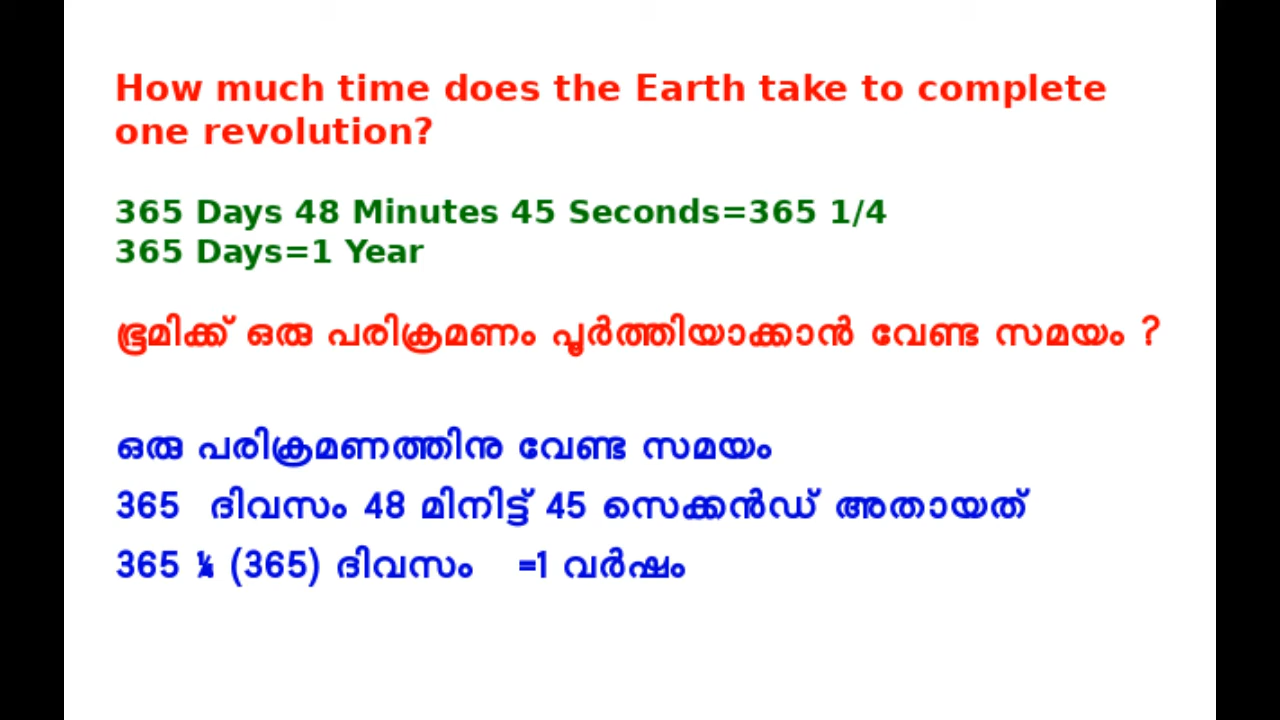 How much time does the Earth take to complete
one revolution?
365 Days 48 Minutes 45 Seconds=365 1/4
365 Days=1 Year
ഭൂമിക്ക് ഒരു പരിക്രമണം പൂർത്തിയാക്കാൻ വേണ്ട സമയം ?
ഒരു പരിക്രമണത്തിനു വേണ്ട സമയം
365 ദിവസം 48 മിനിട്ട് 45 സെക്കൻഡ് അതായത്
365 ¼ (365) ദിവസം =1 വർഷം